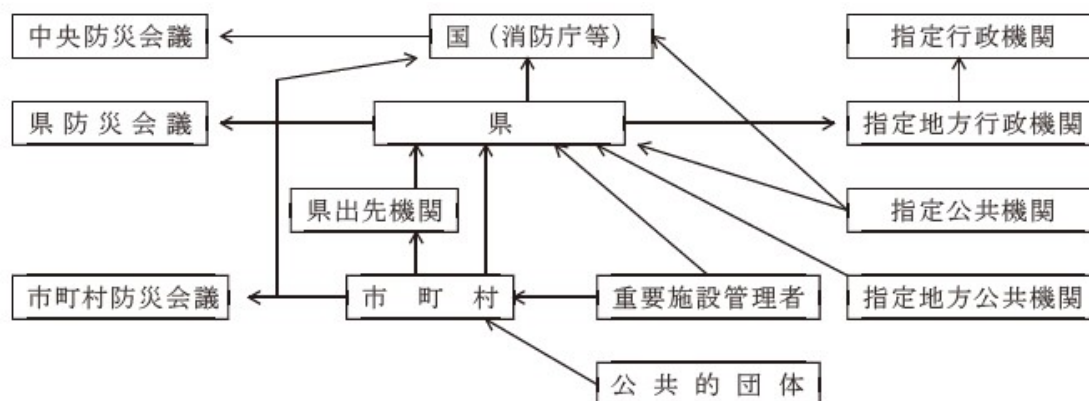 中央防災会議
国（消防庁等）
指定行政機関
県防災会議
県
指定地方行政機関
県出先機関
指定公共機関
市町村防災会議
市町村
重要施設管理者
指定地方公共機関
公共的団体